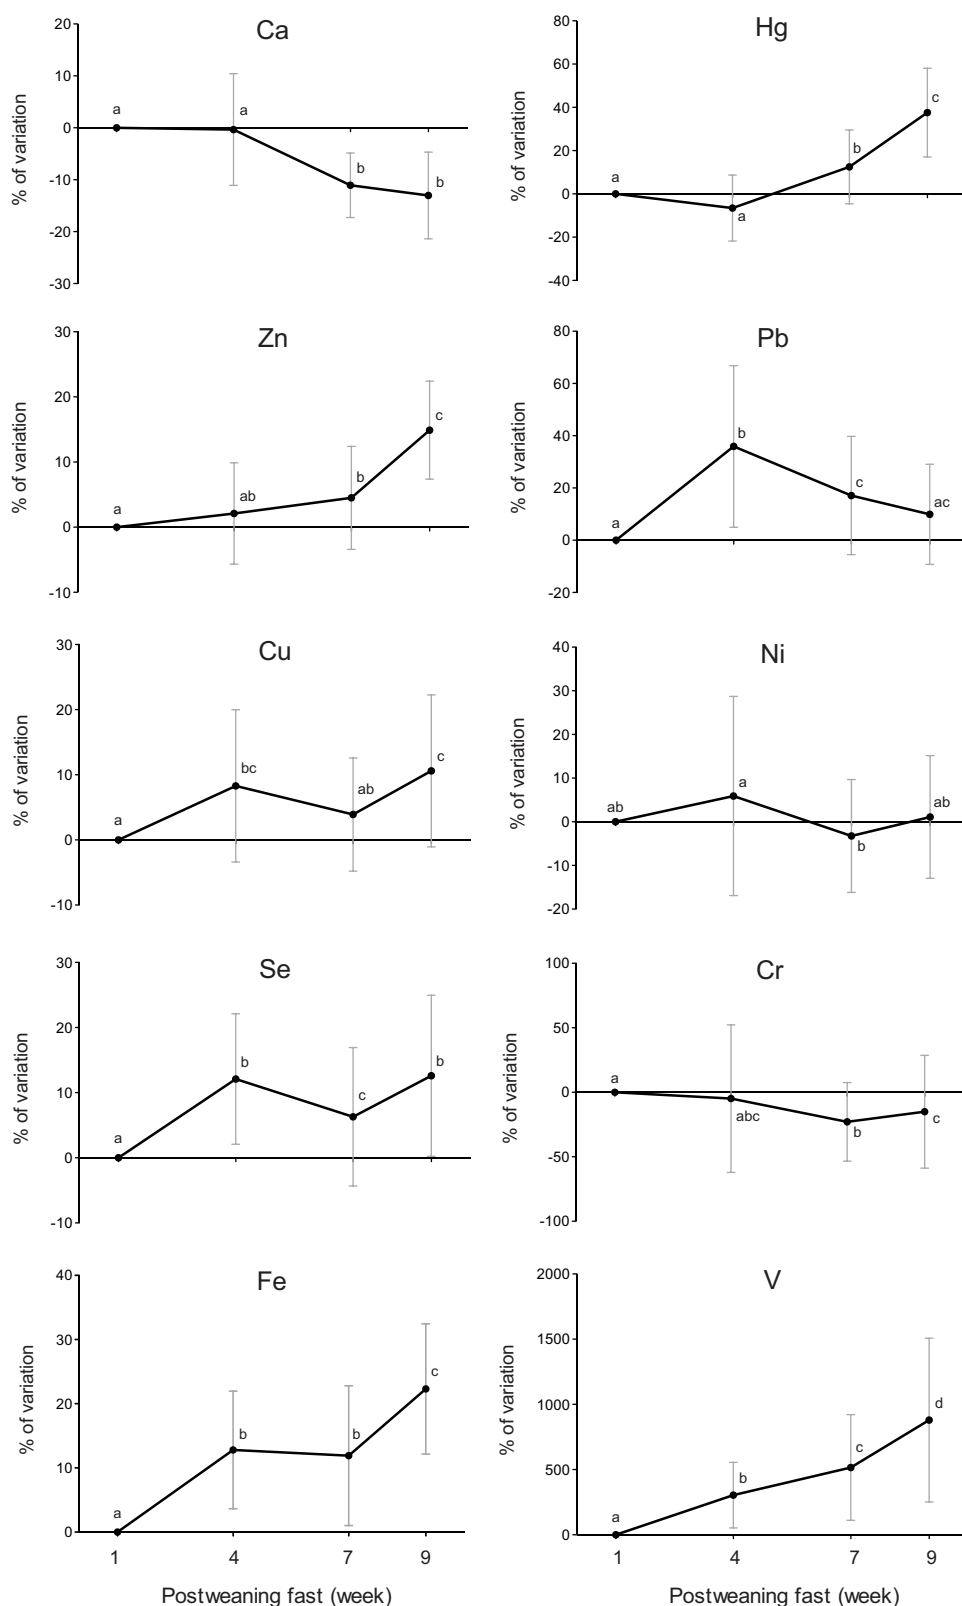 Ca
% of variation
20
10
0
-10
-20
-30
a
a
b
b
Hg
% of variation
80
60
40
20
0
-20
-40
a
a
b
c
Zn
% of variation
30
20
10
0
-10
a
ab
b
c
Pb
% of variation
80
60
40
20
0
-20
a
b
c
ac
Cu
% of variation
30
20
10
0
-10
a
bc
ab
c
Ni
% of variation
40
30
20
10
0
-10
-20
ab
a
b
ab
Se
% of variation
30
20
10
0
-10
a
b
c
b
Cr
% of variation
100
50
0
-50
-100
a
abc
b
c
Fe
% of variation
40
30
20
10
0
a
b
b
c
1 4 7 9
Postweaning fast (week)
V
% of variation
2000
1500
1000
500
0
a
b
c
d
1 4 7 9
Postweaning fast (week)